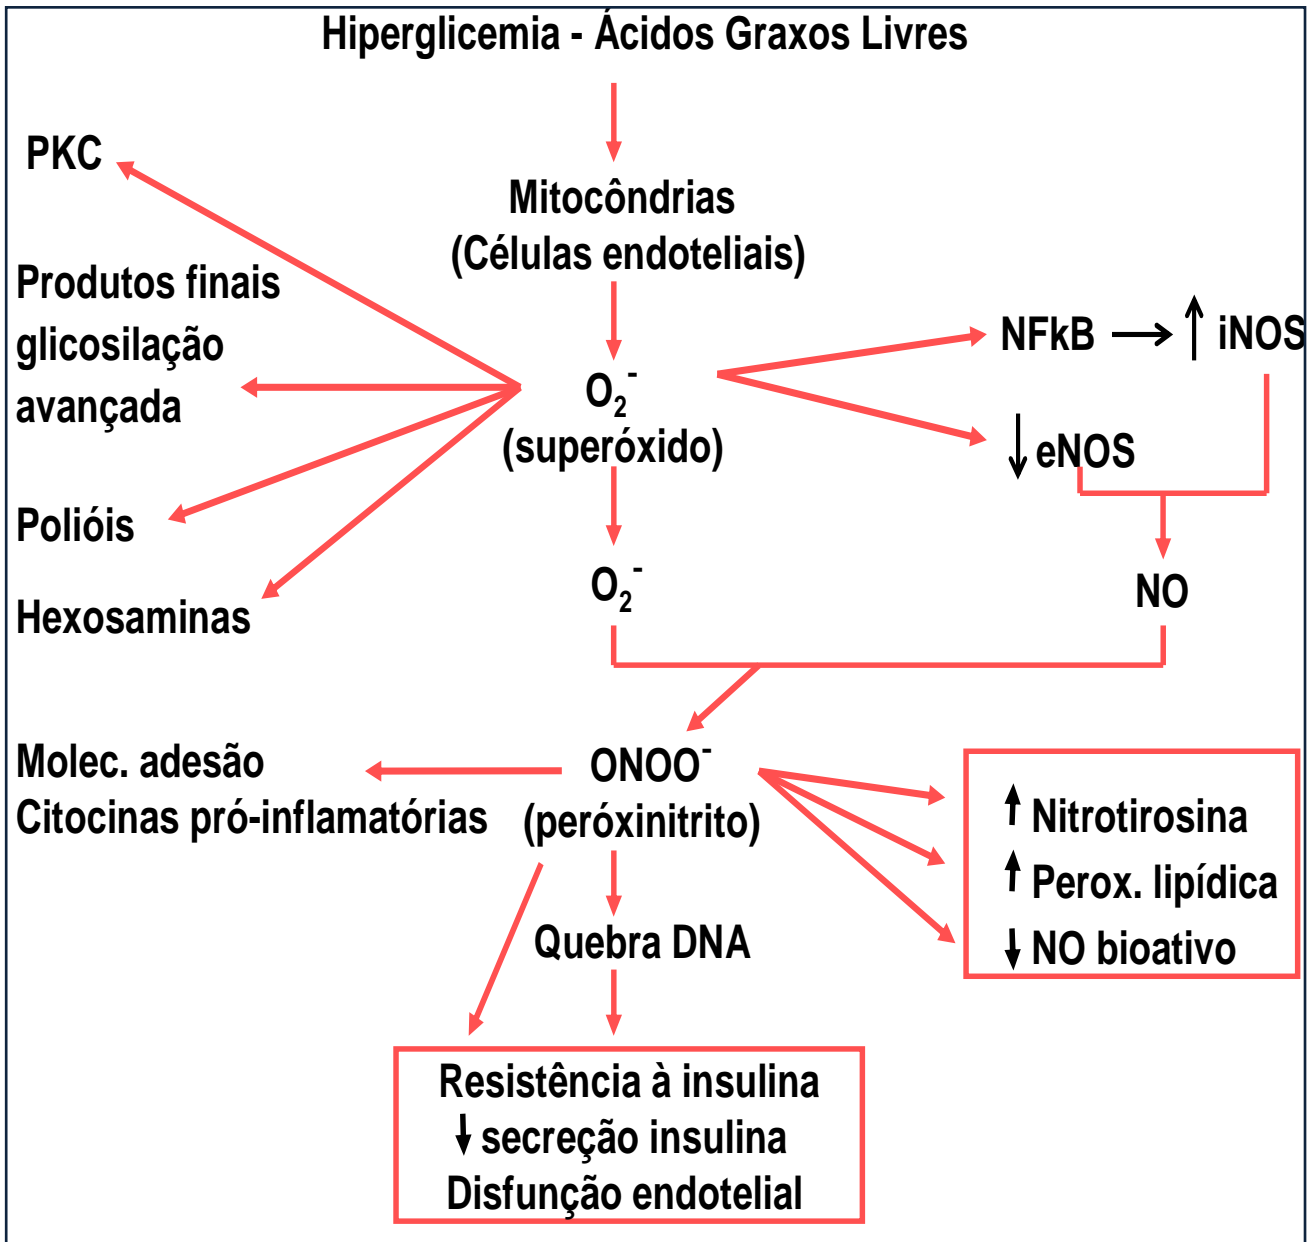 Hiperglicemia - Ácidos Graxos Livres
PKC
Mitocôndrias
(Células endoteliais)
Produtos finais
glicosilação
avançada
NFkB → ↑ iNOS
O₂⁻
(superóxido)
↓ eNOS
Polióis
Hexosaminas
O₂⁻
NO
Molec. adesão
Citocinas pró-inflamatórias
ONOO⁻
(peróxinitrito)
↑ Nitrotirosina
↑ Perox. lipídica
↓ NO bioativo
Quebra DNA
Resistência à insulina
↓ secreção insulina
Disfunção endotelial